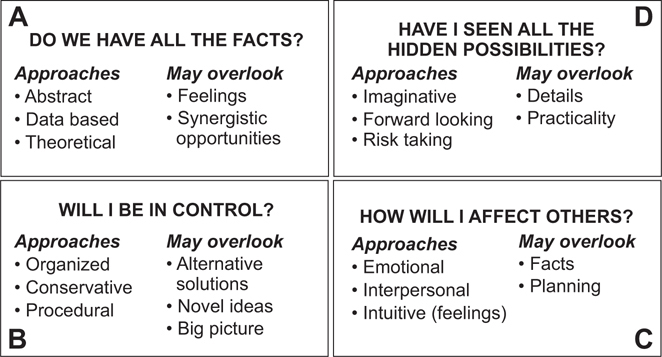 A
DO WE HAVE ALL THE FACTS?
Approaches
• Abstract
• Data based
• Theoretical
May overlook
• Feelings
• Synergistic
opportunities
D
HAVE I SEEN ALL THE
HIDDEN POSSIBILITIES?
Approaches
• Imaginative
• Forward looking
• Risk taking
May overlook
• Details
• Practicality
WILL I BE IN CONTROL?
Approaches
• Organized
• Conservative
• Procedural
May overlook
• Alternative
solutions
• Novel ideas
• Big picture
B
HOW WILL I AFFECT OTHERS?
Approaches
• Emotional
• Interpersonal
• Intuitive (feelings)
May overlook
• Facts
• Planning
C